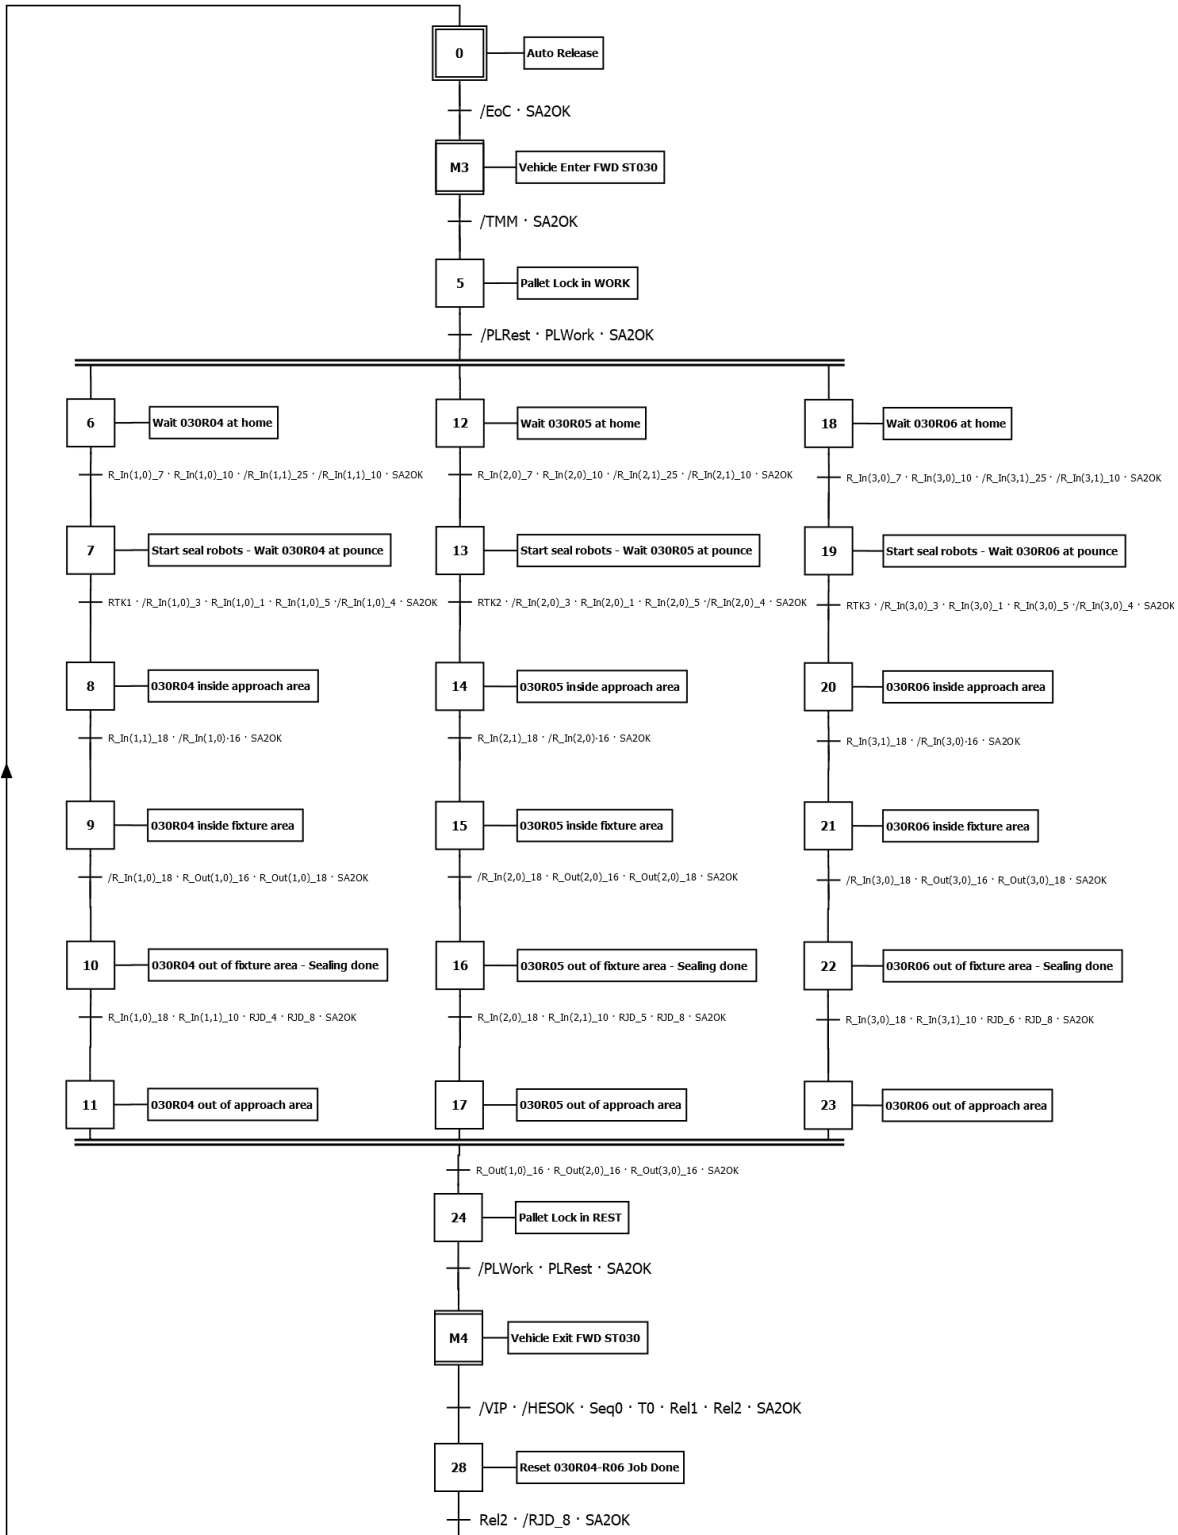 0
Auto Release
/EoC · SA2OK
M3
Vehicle Enter FWD ST030
/TMM · SA2OK
5
Pallet Lock in WORK
/PLRest · PLWork · SA2OK
6
Wait 030R04 at home
12
Wait 030R05 at home
18
Wait 030R06 at home
R_In(1,0)_7 · R_In(1,0)_10 · /R_In(1,1)_25 · /R_In(1,1)_10 · SA2OK
R_In(2,0)_7 · R_In(2,0)_10 · /R_In(2,1)_25 · /R_In(2,1)_10 · SA2OK
R_In(3,0)_7 · R_In(3,0)_10 · /R_In(3,1)_25 · /R_In(3,1)_10 · SA2OK
7
Start seal robots - Wait 030R04 at pounce
13
Start seal robots - Wait 030R05 at pounce
19
Start seal robots - Wait 030R06 at pounce
RTK1 · /R_In(1,0)_3 · R_In(1,0)_1 · R_In(1,0)_5 ·/R_In(1,0)_4 · SA2OK
RTK2 · /R_In(2,0)_3 · R_In(2,0)_1 · R_In(2,0)_5 ·/R_In(2,0)_4 · SA2OK
RTK3 · /R_In(3,0)_3 · R_In(3,0)_1 · R_In(3,0)_5 ·/R_In(3,0)_4 · SA2OK
8
030R04 inside approach area
14
030R05 inside approach area
20
030R06 inside approach area
R_In(1,1)_18 · /R_In(1,0)·16 · SA2OK
R_In(2,1)_18 · /R_In(2,0)·16 · SA2OK
R_In(3,1)_18 · /R_In(3,0)·16 · SA2OK
9
030R04 inside fixture area
15
030R05 inside fixture area
21
030R06 inside fixture area
/R_In(1,0)_18 · R_Out(1,0)_16 · R_Out(1,0)_18 · SA2OK
/R_In(2,0)_18 · R_Out(2,0)_16 · R_Out(2,0)_18 · SA2OK
/R_In(3,0)_18 · R_Out(3,0)_16 · R_Out(3,0)_18 · SA2OK
10
030R04 out of fixture area - Sealing done
16
030R05 out of fixture area - Sealing done
22
030R06 out of fixture area - Sealing done
R_In(1,0)_18 · R_In(1,1)_10 · RJD_4 · RJD_8 · SA2OK
R_In(2,0)_18 · R_In(2,1)_10 · RJD_5 · RJD_8 · SA2OK
R_In(3,0)_18 · R_In(3,1)_10 · RJD_6 · RJD_8 · SA2OK
11
030R04 out of approach area
17
030R05 out of approach area
23
030R06 out of approach area
R_Out(1,0)_16 · R_Out(2,0)_16 · R_Out(3,0)_16 · SA2OK
24
Pallet Lock in REST
/PLWork · PLRest · SA2OK
M4
Vehicle Exit FWD ST030
/VIP · /HESOK · Seq0 · T0 · Rel1 · Rel2 · SA2OK
28
Reset 030R04-R06 Job Done
Rel2 · /RJD_8 · SA2OK